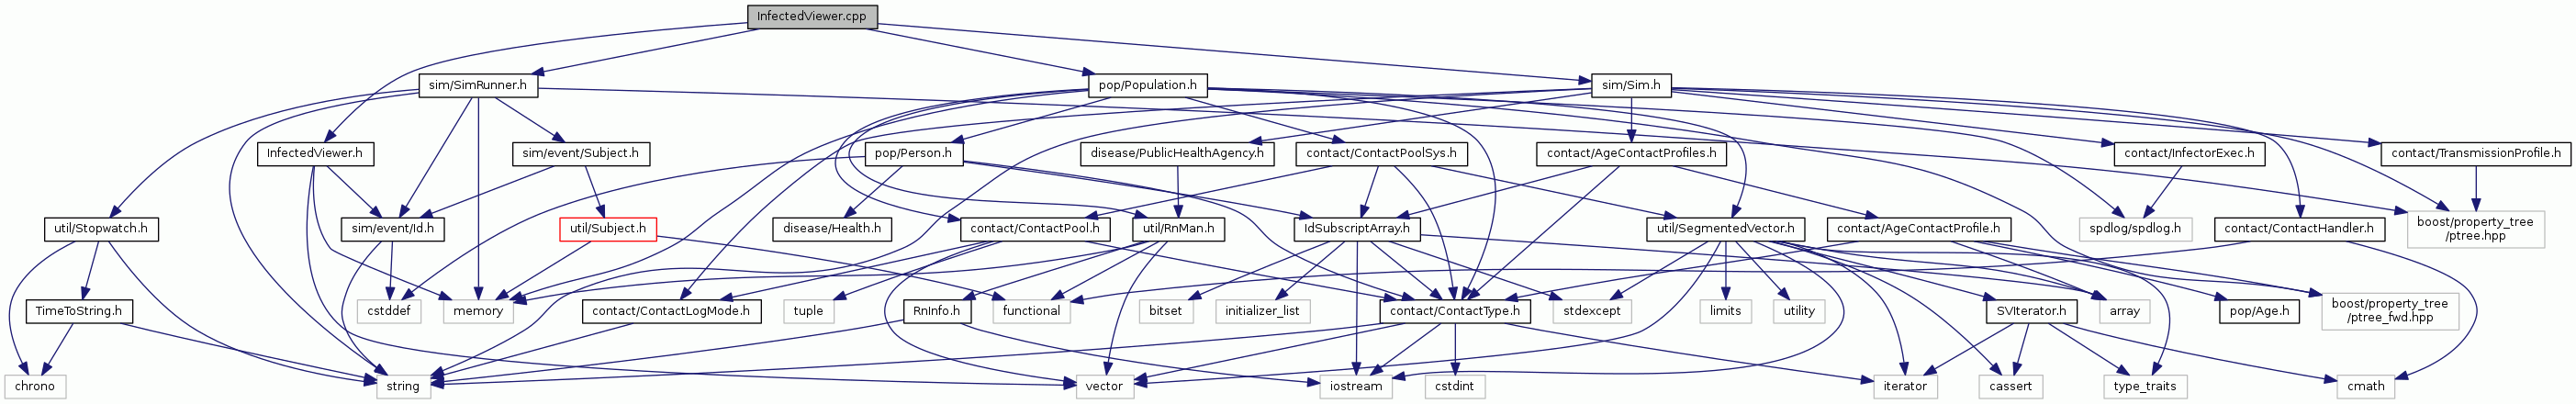 InfectedViewer.cpp
sim/SimRunner.h
pop/Population.h
sim/Sim.h
InfectedViewer.h
sim/event/Subject.h
pop/Person.h
disease/PublicHealthAgency.h
contact/ContactPoolSys.h
contact/AgeContactProfiles.h
contact/InfectorExec.h
contact/TransmissionProfile.h
util/Stopwatch.h
sim/event/Id.h
util/Subject.h
disease/Health.h
contact/ContactPool.h
util/RnMan.h
IdSubscriptArray.h
util/SegmentedVector.h
contact/AgeContactProfile.h
spdlog/spdlog.h
contact/ContactHandler.h
boost/property_tree
/ptree.hpp
TimeToString.h
cstddef
memory
contact/ContactLogMode.h
tuple
RnInfo.h
functional
bitset
initializer_list
contact/ContactType.h
stdexcept
limits
utility
SVIterator.h
array
pop/Age.h
boost/property_tree
/ptree_fwd.hpp
chrono
string
vector
iostream
cstdint
iterator
cassert
type_traits
cmath